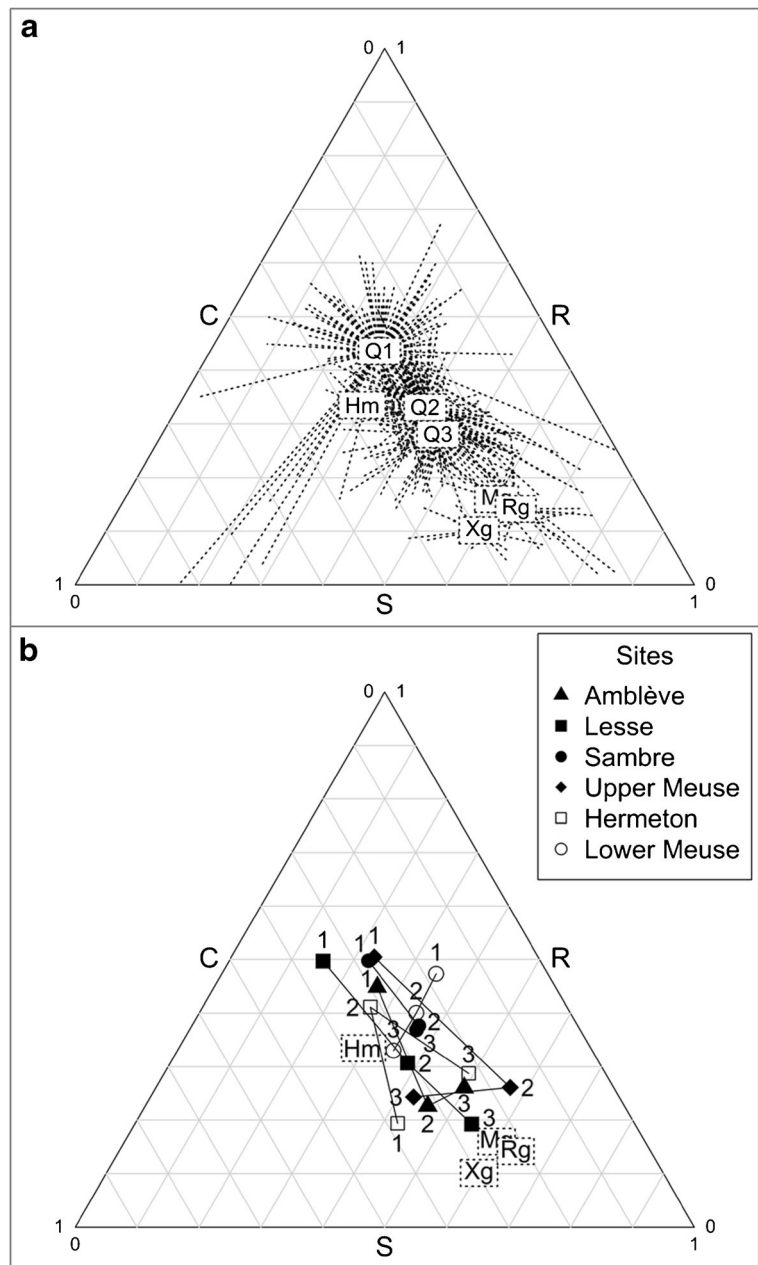 a
0 1
C R
Q1
Hm Q2
Q3
M
Rg
Xg
1 0
0 S 1
b
Sites
Amblève
Lesse
Sambre
Upper Meuse
Hermeton
Lower Meuse
0 1
C R
1 1 1 1
1 2
2 3 2
Hm 3 3
2
3 2
3
1 2 3
M
Rg
Xg
1 0
0 S 1